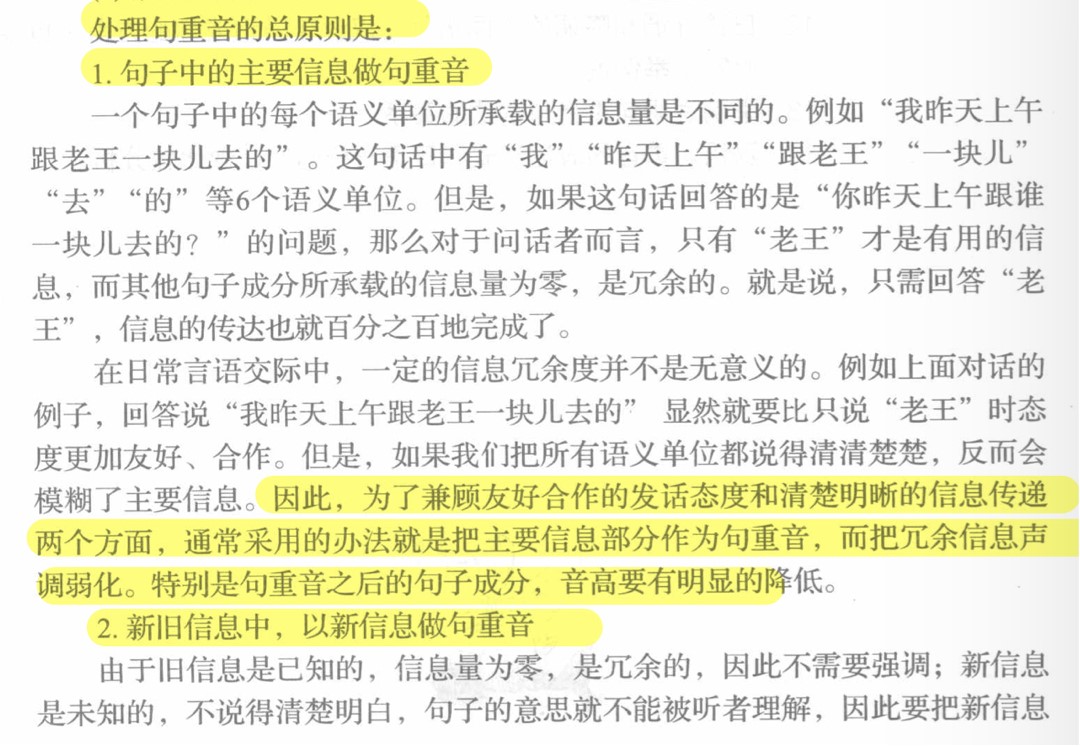 处理句重音的总原则是：
1. 句子中的主要信息做句重音
一个句子中的每个语义单位所承载的信息量是不同的。例如“我昨天上午
跟老王一块儿去的”。这句话中有“我”“昨天上午”“跟老王”“一块儿”
“去”“的”等6个语义单位。但是，如果这句话回答的是“你昨天上午跟谁
一块儿去的？”的问题，那么对于问话者而言，只有“老王”才是有用的信
息，而其他句子成分所承载的信息量为零，是冗余的。就是说，只需回答“老
王”，信息的传达也就百分之百地完成了。
在日常言语交际中，一定的信息冗余度并不是无意义的。例如上面对话的
例子，回答说“我昨天上午跟老王一块儿去的” 显然就要比只说“老王”时态
度更加友好、合作。但是，如果我们把所有语义单位都说得清清楚楚，反而会
模糊了主要信息。因此，为了兼顾友好合作的发话态度和清楚明晰的信息传递
两个方面，通常采用的办法就是把主要信息部分作为句重音，而把冗余信息声
调弱化。特别是句重音之后的句子成分，音高要有明显的降低。
2. 新旧信息中，以新信息做句重音
由于旧信息是已知的，信息量为零，是冗余的，因此不需要强调；新信息
是未知的，不说得清楚明白，句子的意思就不能被听者理解，因此要把新信息